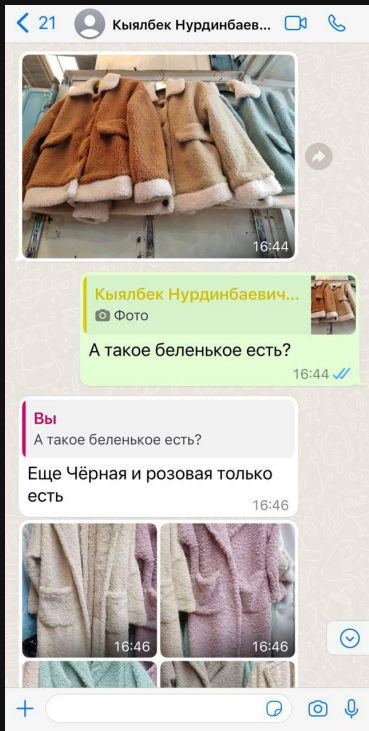 21
Кыялбек Нурдинбаев...
16:44
Кыялбек Нурдинбаевич...
Фото
А такое беленькое есть?
16:44
Вы
А такое беленькое есть?
Еще Чёрная и розовая только
есть
16:46
16:46
16:46